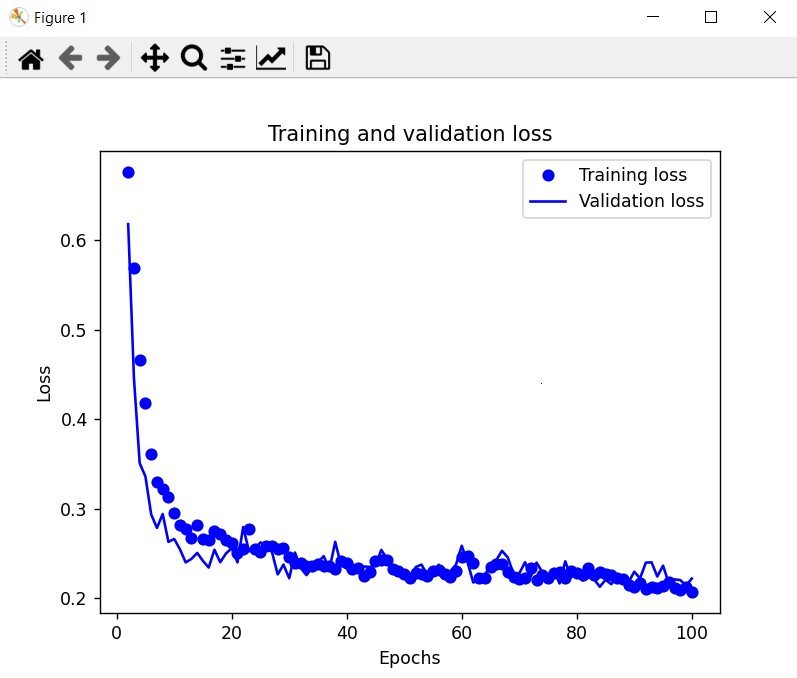 Figure 1
Training and validation loss
Training loss
Validation loss
0.6
0.5
0.4
0.3
0.2
Loss
0 20 40 60 80 100
Epochs